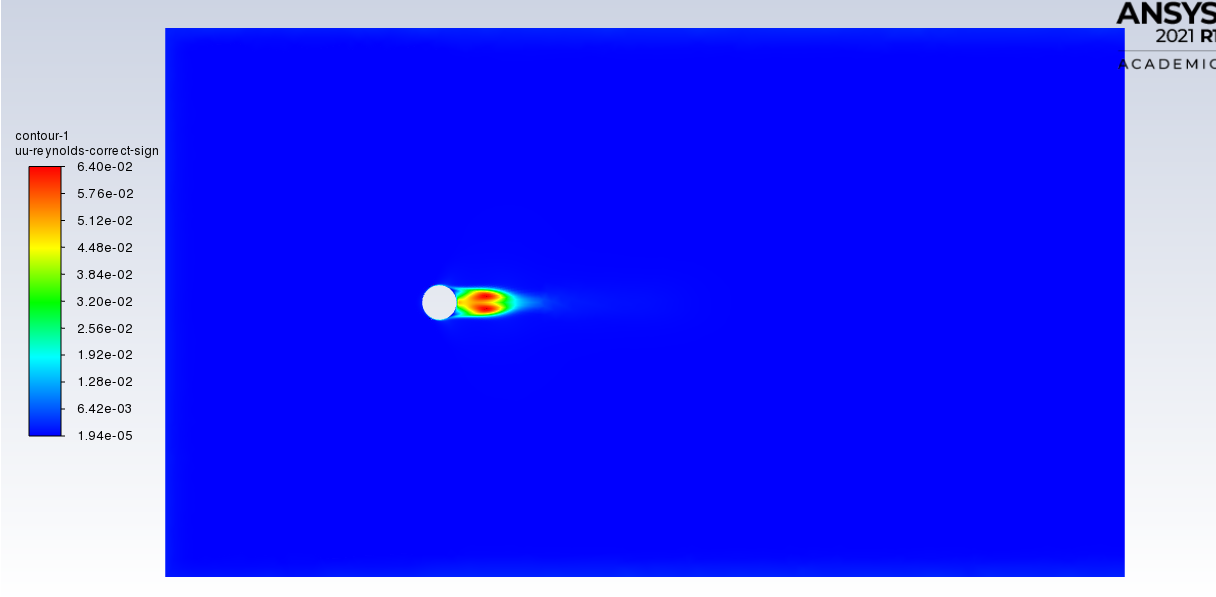 ANSYS
2021 R1
ACADEMIC
contour-1
uu-reynolds-correct-sign
6.40e-02
5.76e-02
5.12e-02
4.48e-02
3.84e-02
3.20e-02
2.56e-02
1.92e-02
1.28e-02
6.42e-03
1.94e-05